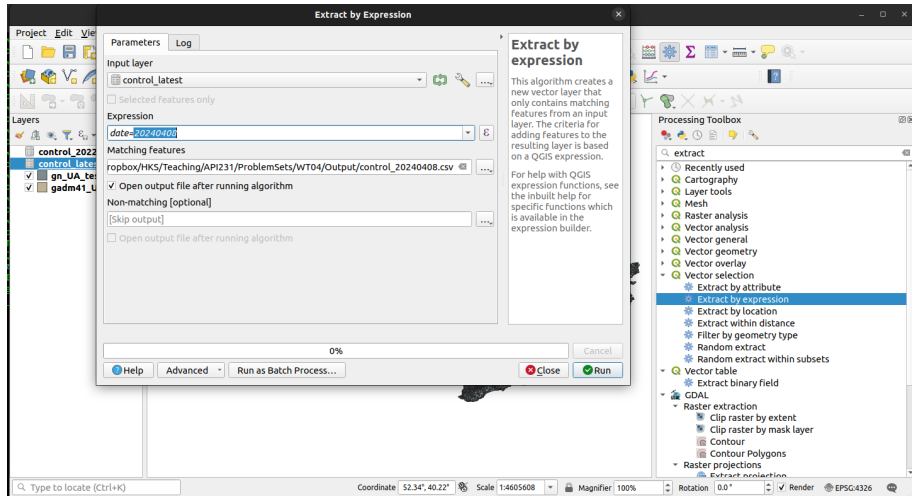 Extract by Expression
Project Edit Vie
Parameters Log
Input layer
control_latest
Selected features only
Expression
date=20240408
ε
Matching features
ropbox/HKS/Teaching/API231/ProblemSets/WT04/Output/control_20240408.csv
Open output file after running algorithm
Non-matching [optional]
[Skip output]
Open output file after running algorithm
0%
Cancel
Help
Advanced
Run as Batch Process...
Close
Run
Extract by
expression
This algorithm creates a
new vector layer that
only contains matching
features from an input
layer. The criteria for
adding features to the
resulting layer is based
on a QGIS expression.
For help with QGIS
expression functions, see
the inbuilt help for
specific functions which
is available in the
expression builder.
Layers
control_2022
control_lates
gn_UA_te
gadm41_U
Processing Toolbox
extract
Recently used
Cartography
Layer tools
Mesh
Raster analysis
Vector analysis
Vector general
Vector geometry
Vector overlay
Vector selection
Extract by attribute
Extract by expression
Extract by location
Extract within distance
Filter by geometry type
Random extract
Random extract within subsets
Vector table
Extract binary field
GDAL
Raster extraction
Clip raster by extent
Clip raster by mask layer
Contour
Contour Polygons
Raster projections
Extract projection
Type to locate (Ctrl+K)
Coordinate 52.34°, 40.22°
Scale 1:4605608
Magnifier 100%
Rotation 0.0°
Render
EPSG:4326